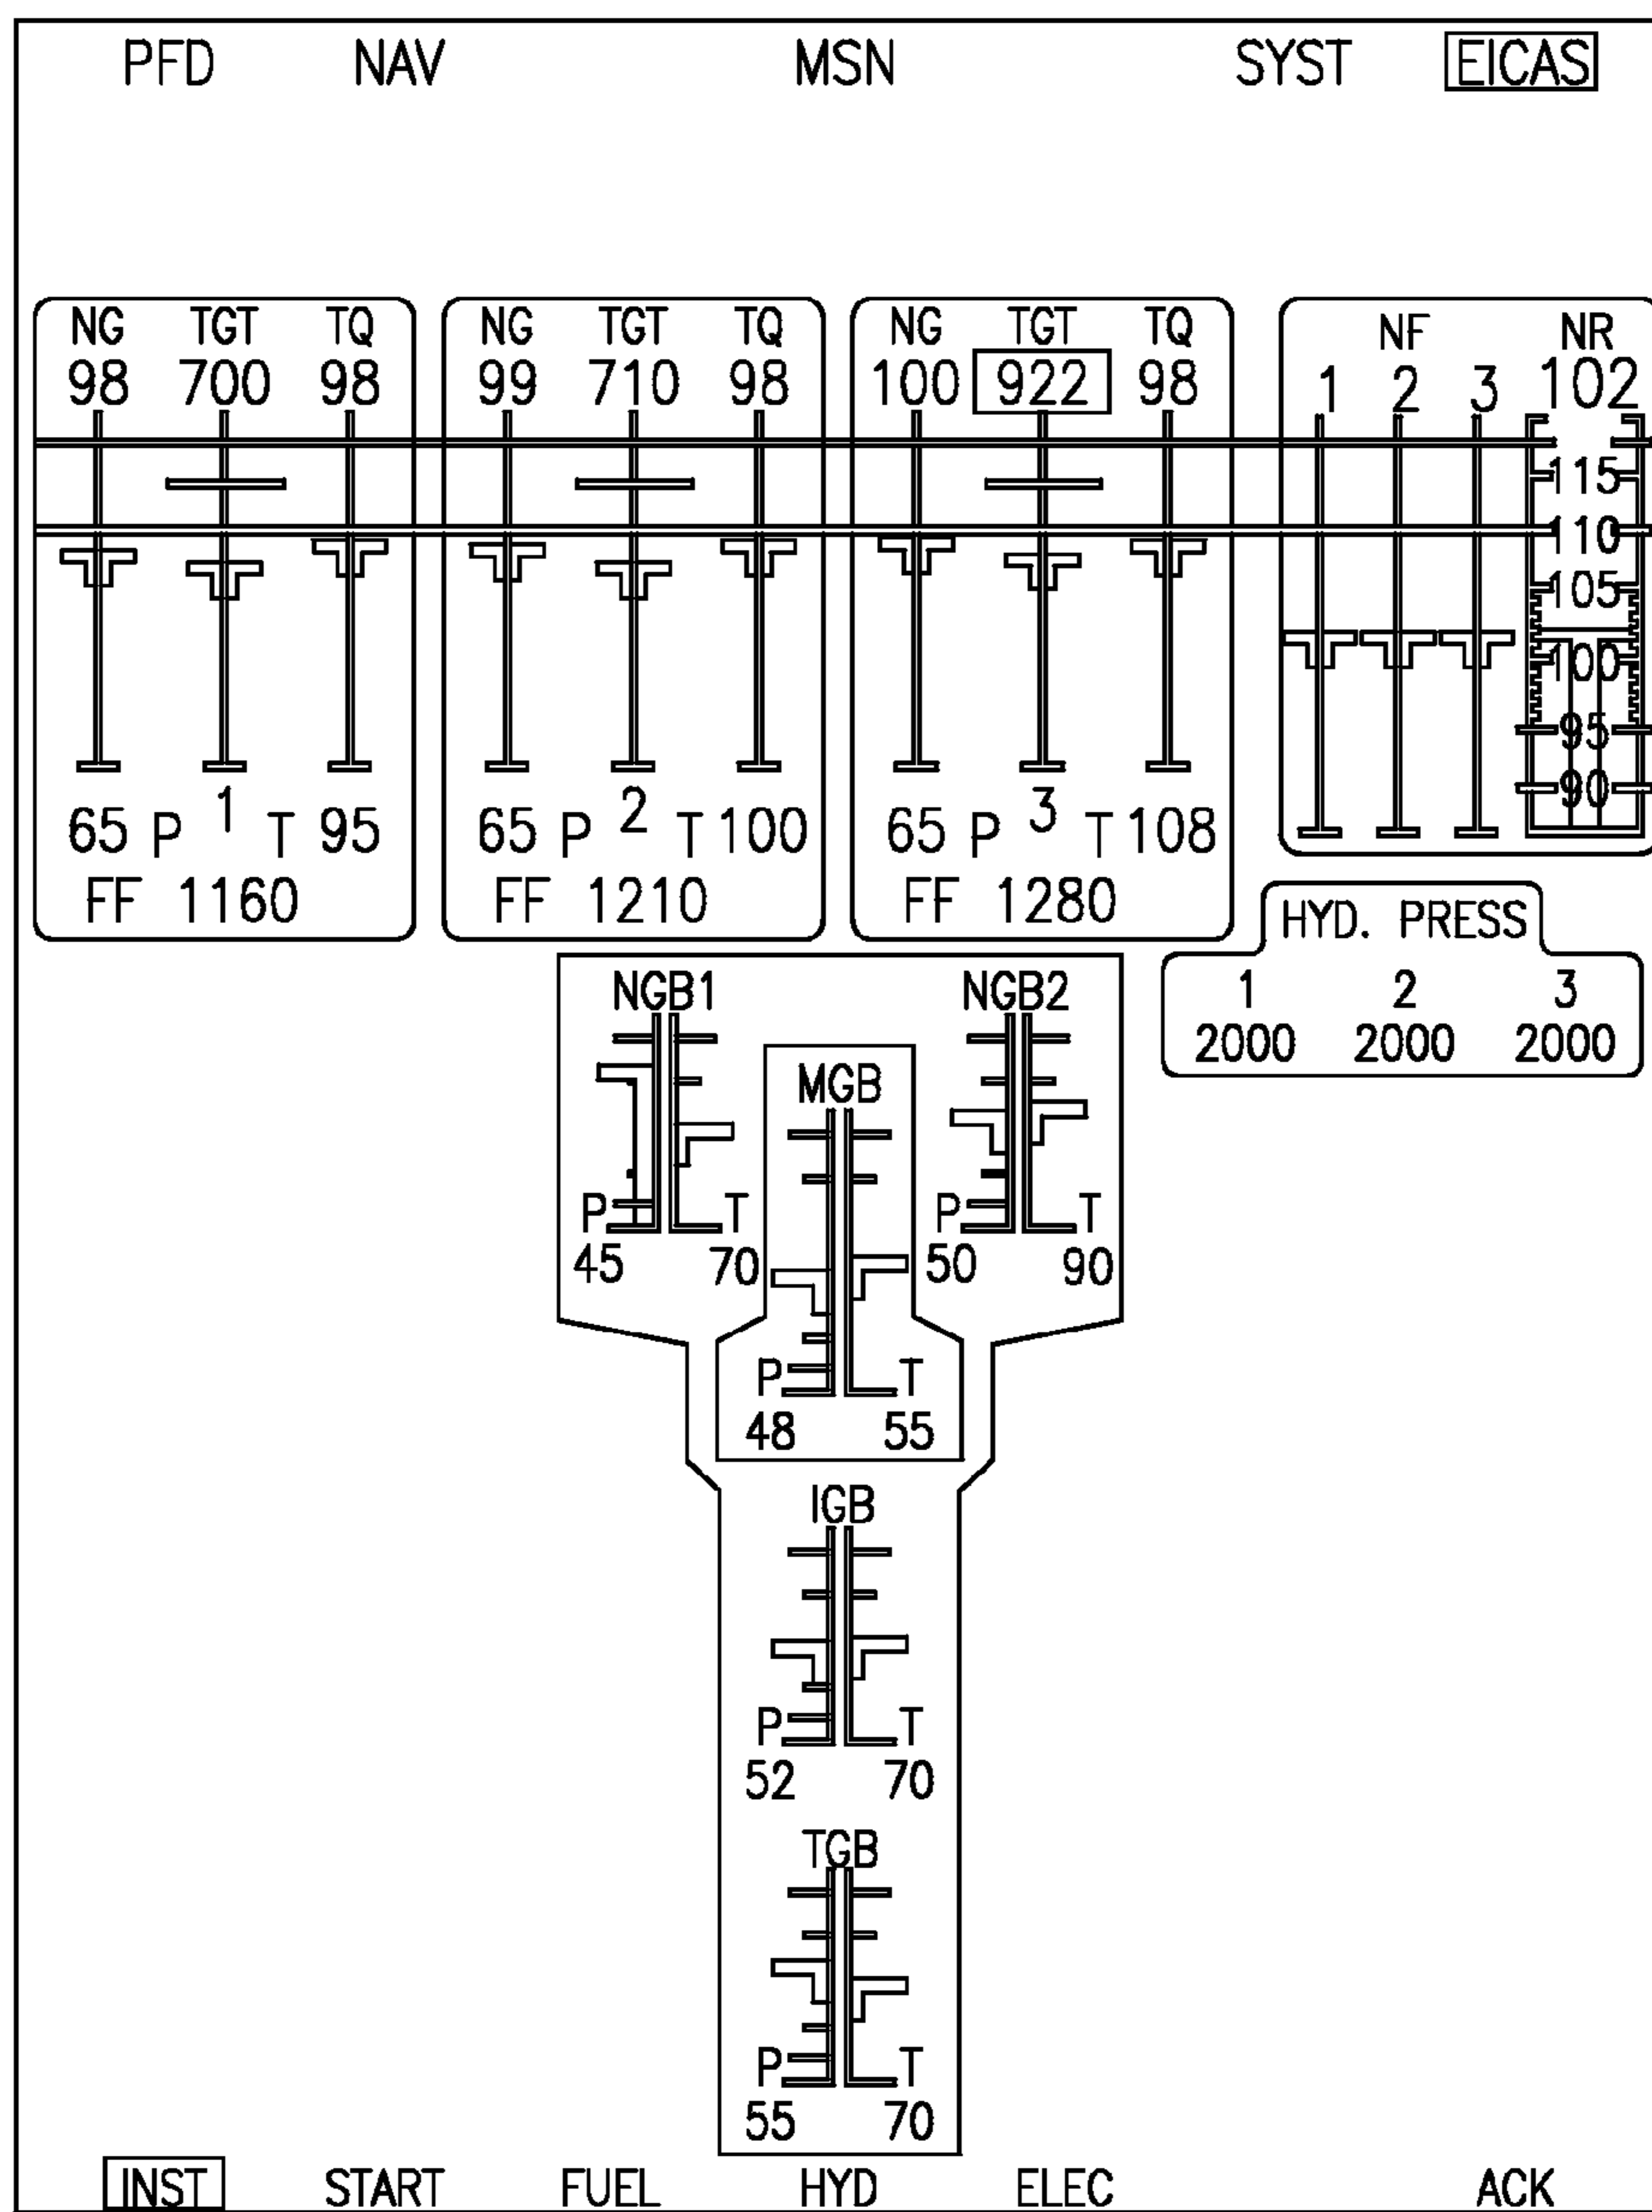 PFD NAV MSN SYST EICAS
NG TGT TQ NG TGT TQ NG TGT TQ NF NR
98 700 98 99 710 98 100 922 98 1 2 3 102
115
110
105
100
95
90
1 2 3
65 P T 95 65 P T 100 65 P T 108
FF 1160 FF 1210 FF 1280
HYD. PRESS
1 2 3
2000 2000 2000
NGB1 NGB2
MGB
P T P T
45 70 50 90
P T
48 55
IGB
P T
52 70
TGB
P T
55 70
INST START FUEL HYD ELEC ACK